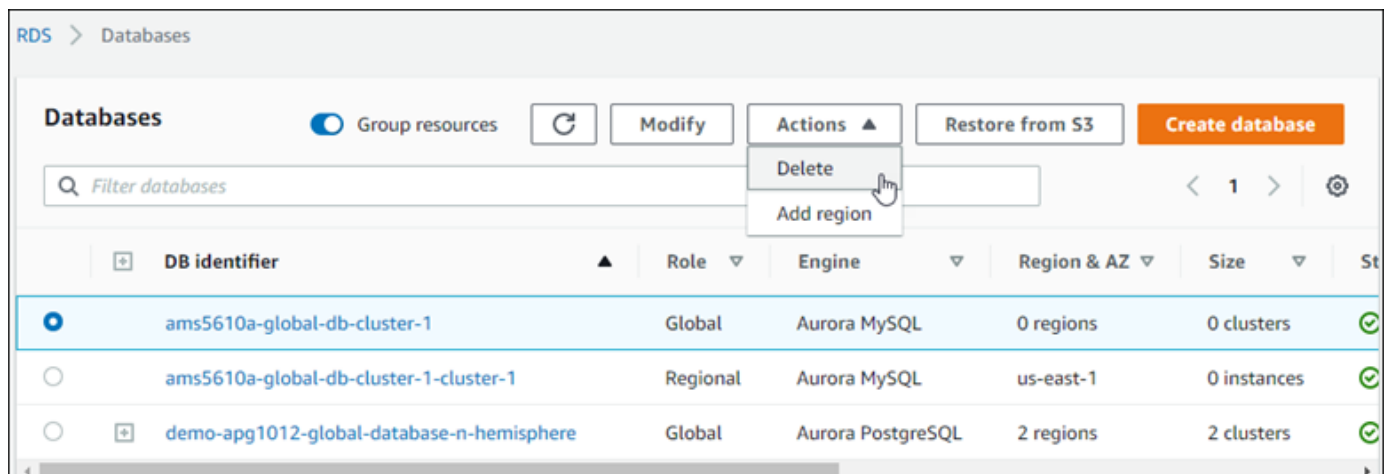 RDS > Databases
Databases Group resources Modify Actions ▲ Restore from S3 Create database
Delete
Filter databases < 1 >
Add region
DB identifier ▲ Role Engine Region & AZ Size St
ams5610a-global-db-cluster-1 Global Aurora MySQL 0 regions 0 clusters
ams5610a-global-db-cluster-1-cluster-1 Regional Aurora MySQL us-east-1 0 instances
demo-apg1012-global-database-n-hemisphere Global Aurora PostgreSQL 2 regions 2 clusters